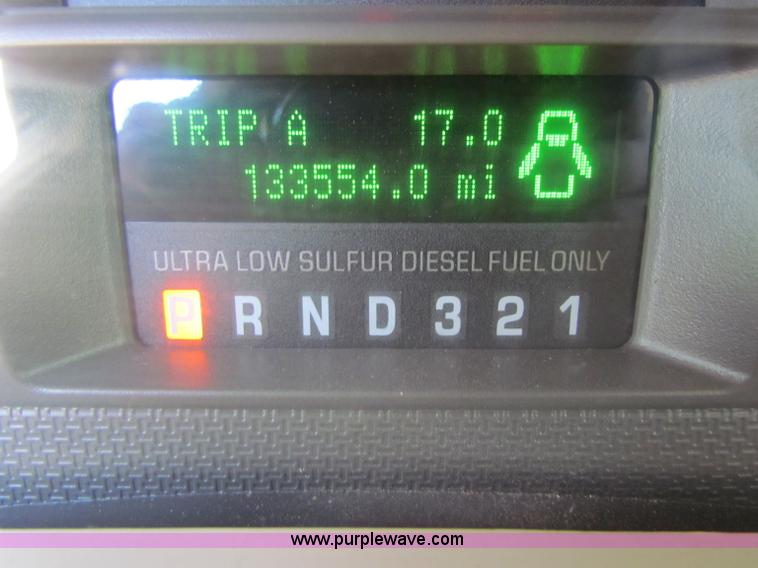 TRIP A 17.0
133554.0 mi
ULTRA LOW SULFUR DIESEL FUEL ONLY
P R N D 3 2 1
www.purplewave.com